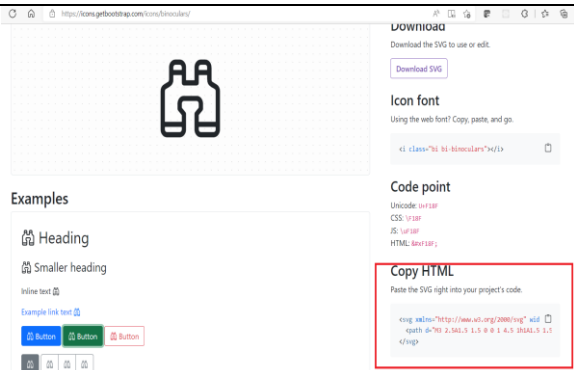 https://icons.getbootstrap.com/icons/binoculars/
Download
Download the SVG to use or edit.
Download SVG
Icon font
Using the web font? Copy, paste, and go.
<i class="bi bi-binoculars"></i>
Code point
Unicode: U+F1BF
CSS: \F1BF
JS: \uF1BF
HTML: &#xF1BF;
Copy HTML
Paste the SVG right into your project's code.
<svg xmlns="http://www.w3.org/2000/svg" wid
<path d="M3 2.5A1.5 1.5 0 0 1 4.5 1h1A1.5 1.5
</svg>
Examples
Heading
Smaller heading
Inline text
Example link text
Button Button Button